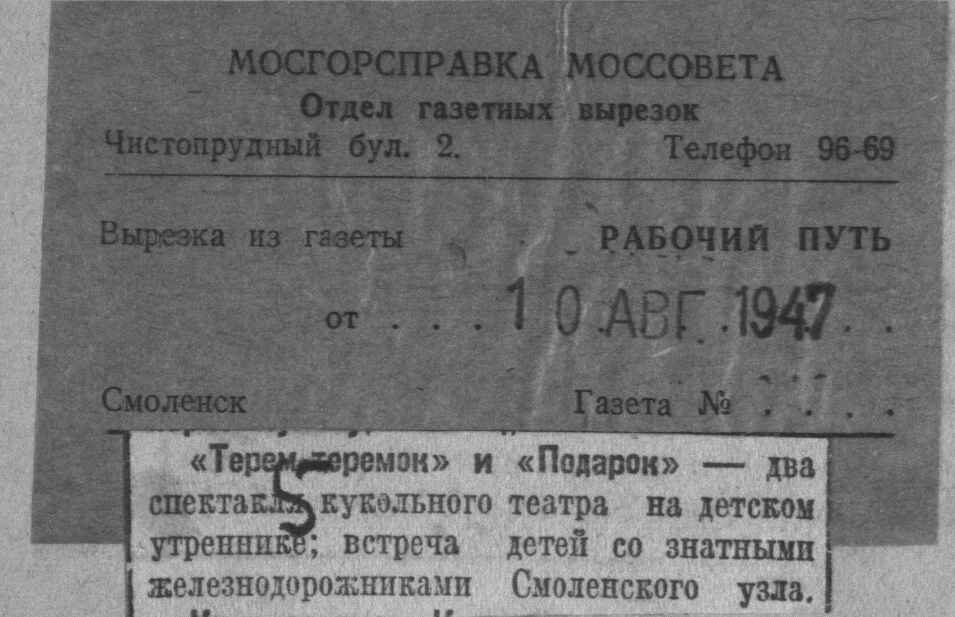 МОСГОРСПРАВКА МОССОВЕТА
Отдел газетных вырезок
Чистопрудный бул. 2. Телефон 96-69
Вырезка из газеты РАБОЧИЙ ПУТЬ
от . . . 10 АВГ. 1947 . .
Смоленск Газета № . . . .
«Терем-теремок» и «Подарок» — два
спектакля кукольного театра на детском
утреннике; встреча детей со знатными
железнодорожниками Смоленского узла.
5